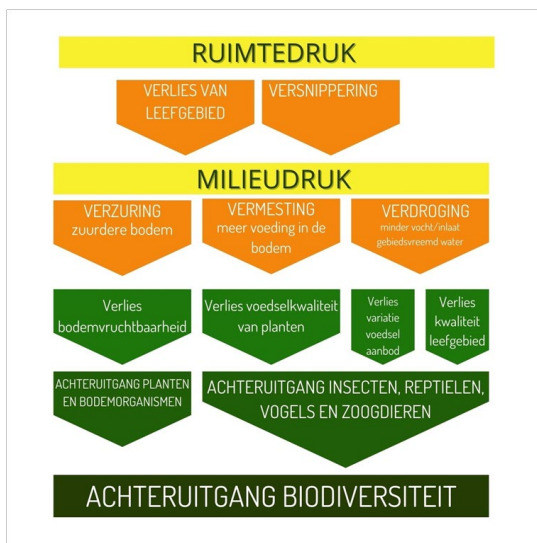 RUIMTEDRUK
VERLIES VAN
LEEFGEBIED
VERSNIPPERING
MILIEUDRUK
VERZURING
zuurdere bodem
VERMESTING
meer voeding in de
bodem
VERDROGING
minder vocht/inlaat
gebiedsvreemd water
Verlies
bodemvruchtbaarheid
Verlies voedselkwaliteit
van planten
Verlies
variatie
voedsel
aanbod
Verlies
kwaliteit
leefgebied
ACHTERUITGANG PLANTEN
EN BODEMORGANISMEN
ACHTERUITGANG INSECTEN, REPTIELEN,
VOGELS EN ZOOGDIEREN
ACHTERUITGANG BIODIVERSITEIT